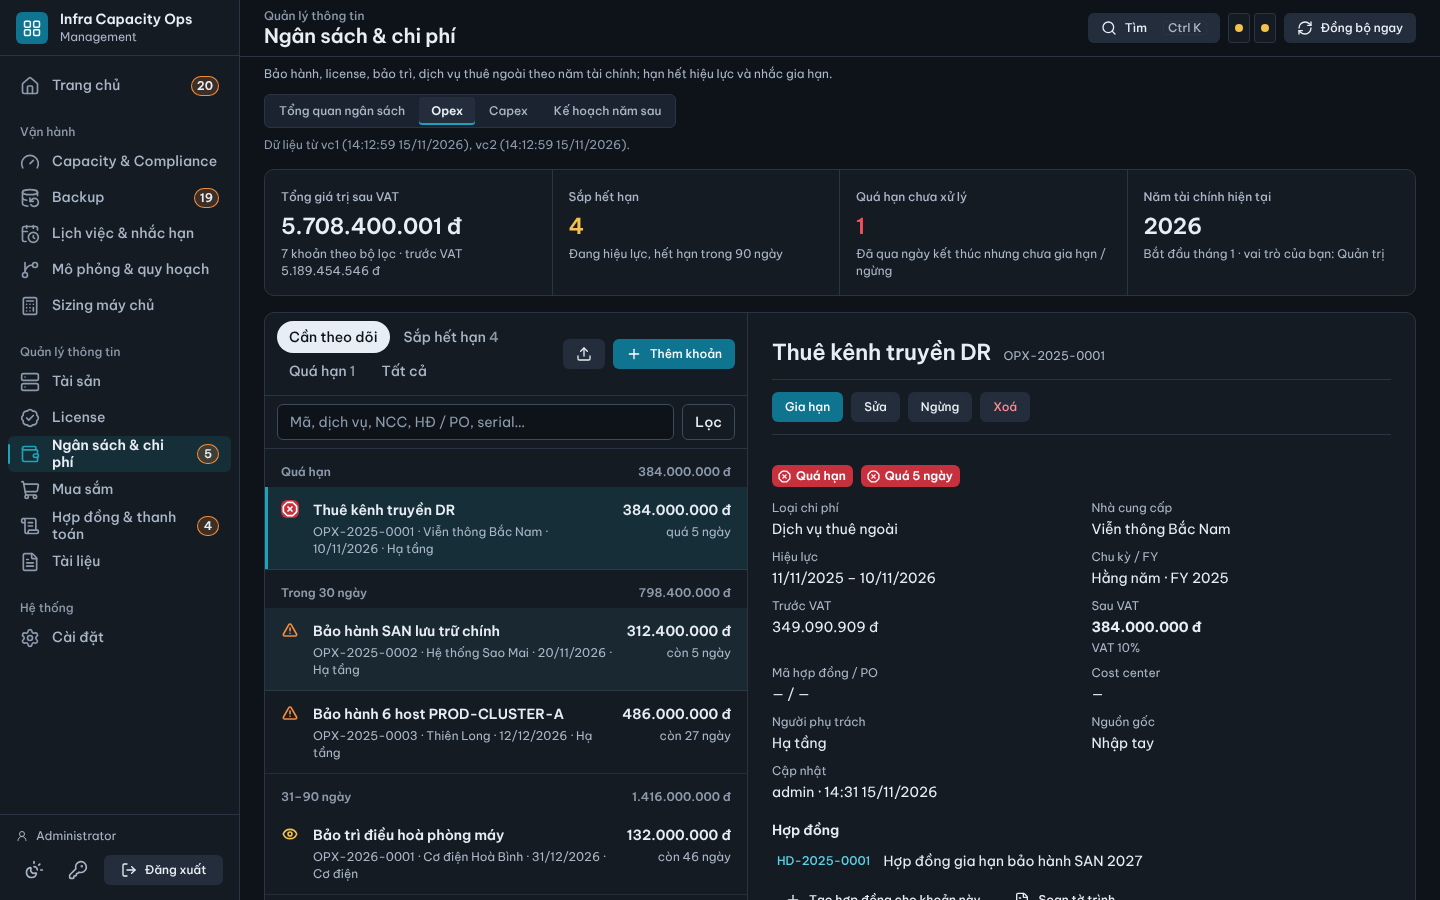 Infra Capacity Ops
Management
Trang chủ 20
Vận hành
Capacity & Compliance
Backup 19
Lịch việc & nhắc hạn
Mô phỏng & quy hoạch
Sizing máy chủ
Quản lý thông tin
Tài sản
License
Ngân sách & chi phí 5
Mua sắm
Hợp đồng & thanh toán 4
Tài liệu
Hệ thống
Cài đặt
Administrator
Đăng xuất
Quản lý thông tin
Ngân sách & chi phí
Tìm Ctrl K
Đồng bộ ngay
Bảo hành, license, bảo trì, dịch vụ thuê ngoài theo năm tài chính; hạn hết hiệu lực và nhắc gia hạn.
Tổng quan ngân sách Opex Capex Kế hoạch năm sau
Dữ liệu từ vc1 (14:12:59 15/11/2026), vc2 (14:12:59 15/11/2026).
Tổng giá trị sau VAT
5.708.400.001 đ
7 khoản theo bộ lọc · trước VAT
5.189.454.546 đ
Sắp hết hạn
4
Đang hiệu lực, hết hạn trong 90 ngày
Quá hạn chưa xử lý
1
Đã qua ngày kết thúc nhưng chưa gia hạn /
ngừng
Năm tài chính hiện tại
2026
Bắt đầu tháng 1 · vai trò của bạn: Quản trị
Cần theo dõi Sắp hết hạn 4
Quá hạn 1 Tất cả
Thêm khoản
Mã, dịch vụ, NCC, HĐ / PO, serial...
Lọc
Quá hạn 384.000.000 đ
Thuê kênh truyền DR 384.000.000 đ
OPX-2025-0001 · Viễn thông Bắc Nam · quá 5 ngày
10/11/2026 · Hạ tầng
Trong 30 ngày 798.400.000 đ
Bảo hành SAN lưu trữ chính 312.400.000 đ
OPX-2025-0002 · Hệ thống Sao Mai · 20/11/2026 · còn 5 ngày
Hạ tầng
Bảo hành 6 host PROD-CLUSTER-A 486.000.000 đ
OPX-2025-0003 · Thiên Long · 12/12/2026 · Hạ còn 27 ngày
tầng
31–90 ngày 1.416.000.000 đ
Bảo trì điều hoà phòng máy 132.000.000 đ
OPX-2026-0001 · Cơ điện Hoà Bình · 31/12/2026 · còn 46 ngày
Cơ điện
Thuê kênh truyền DR OPX-2025-0001
Gia hạn Sửa Ngừng Xoá
Quá hạn Quá 5 ngày
Loại chi phí
Dịch vụ thuê ngoài
Nhà cung cấp
Viễn thông Bắc Nam
Hiệu lực
11/11/2025 – 10/11/2026
Chu kỳ / FY
Hằng năm · FY 2025
Trước VAT
349.090.909 đ
Sau VAT
384.000.000 đ
VAT 10%
Mã hợp đồng / PO
— / —
Cost center
—
Người phụ trách
Hạ tầng
Nguồn gốc
Nhập tay
Cập nhật
admin · 14:31 15/11/2026
Hợp đồng
HD-2025-0001 Hợp đồng gia hạn bảo hành SAN 2027
Tạo hợp đồng cho khoản này Soạn tờ trình